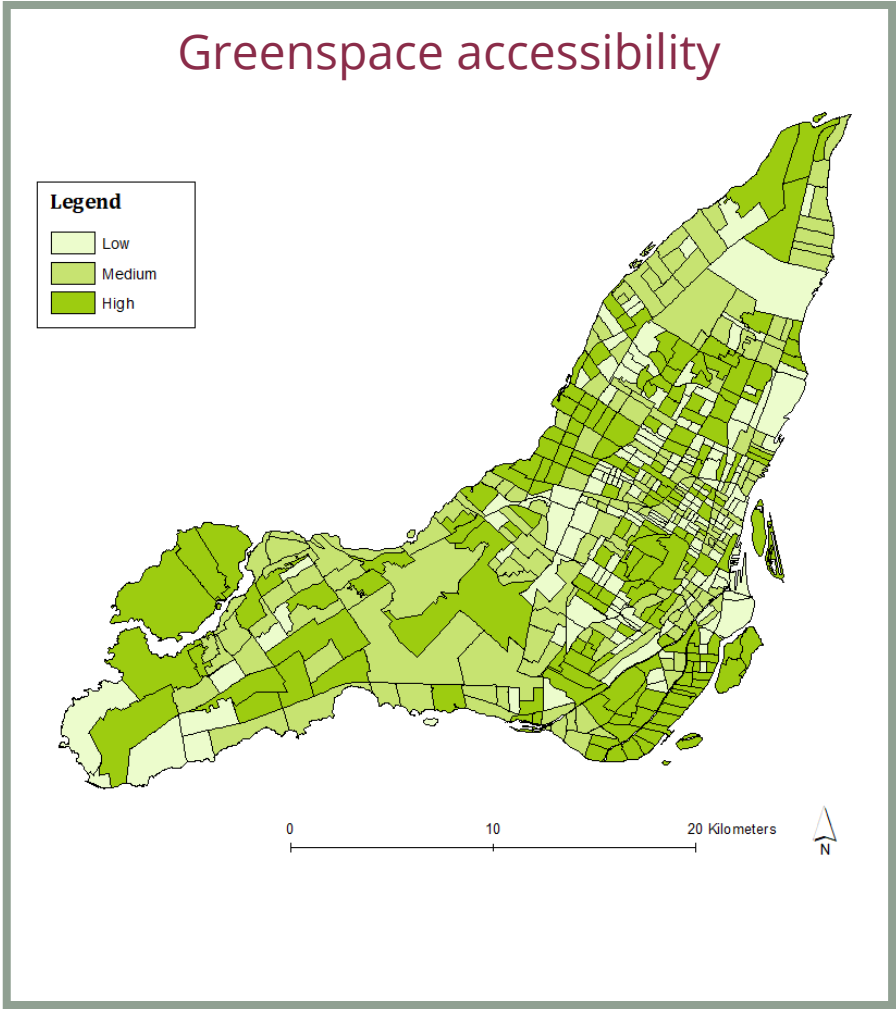 Greenspace accessibility
Legend
Low
Medium
High
0 10 20 Kilometers
N